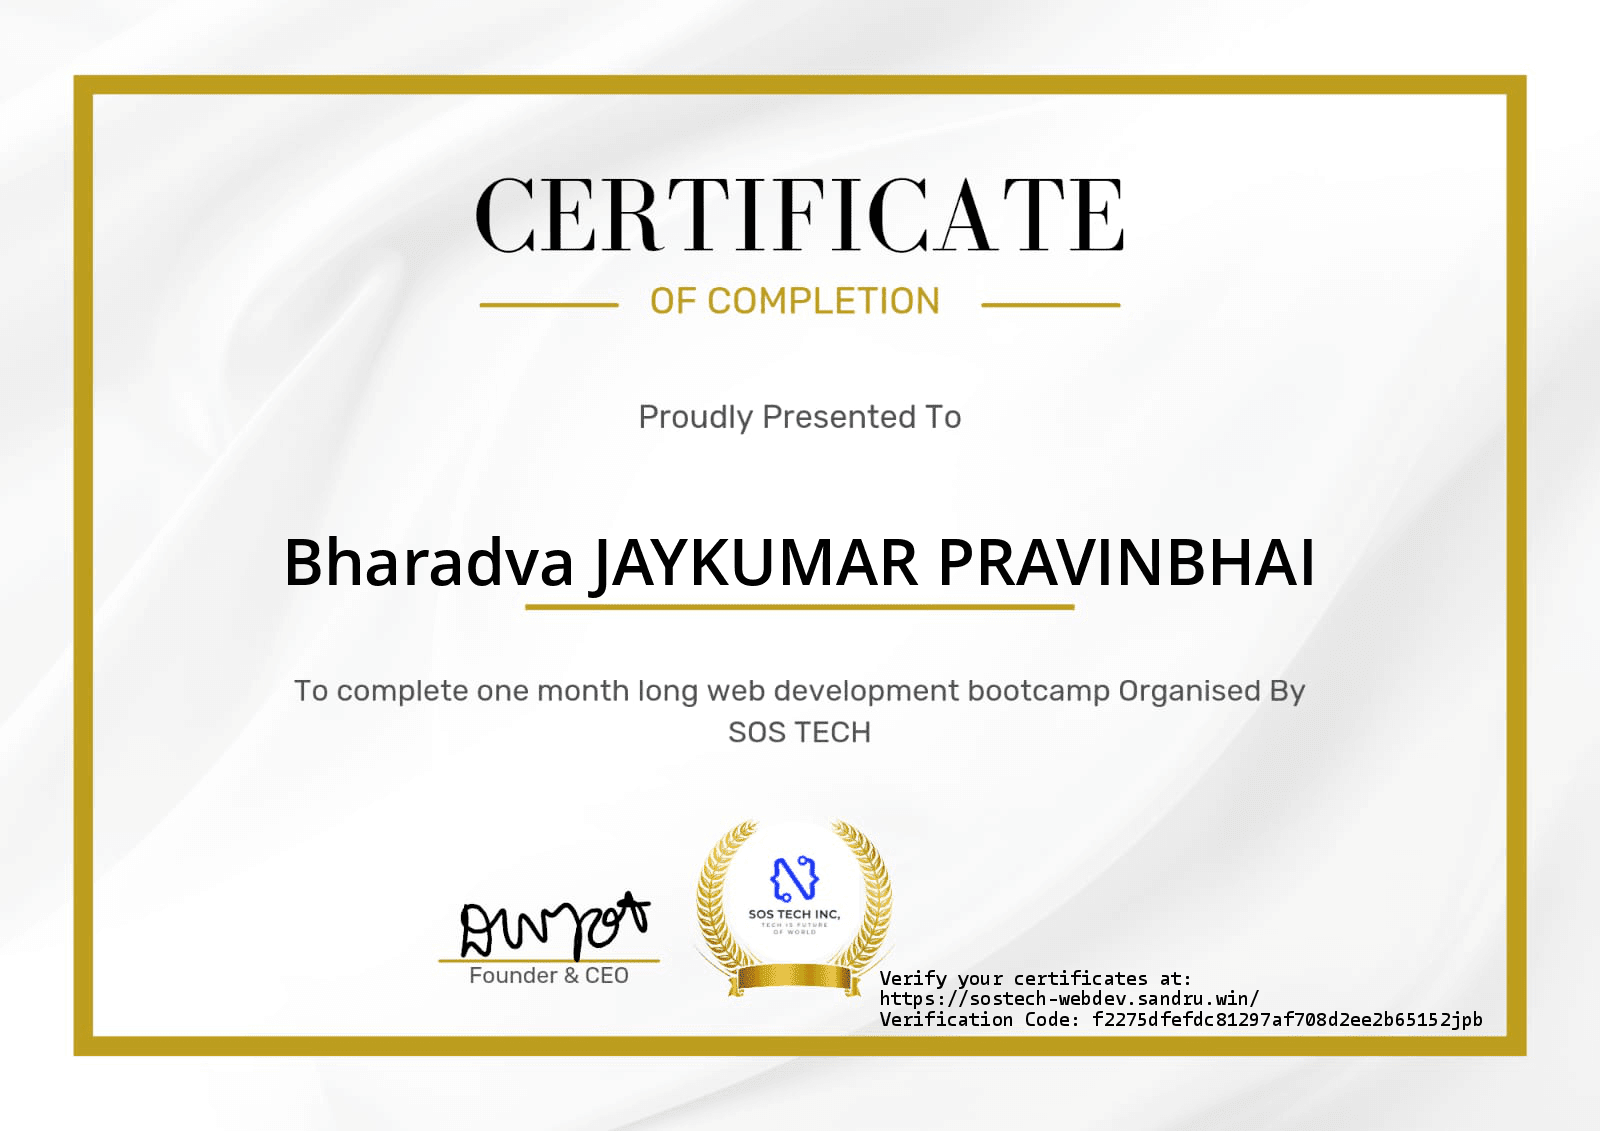 CERTIFICATE
OF COMPLETION
Proudly Presented To
Bharadva JAYKUMAR PRAVINBHAI
To complete one month long web development bootcamp Organised By
SOS TECH
Founder & CEO
SOS TECH INC,
TECH IS FUTURE
OF WORLD
Verify your certificates at:
https://sostech-webdev.sandru.win/
Verification Code: f2275dfefdc81297af708d2ee2b65152jpb